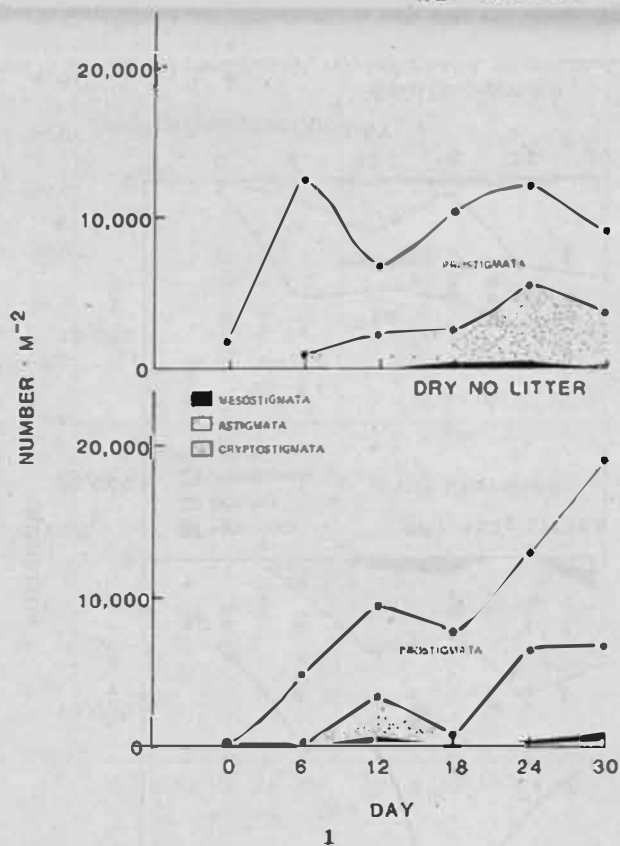 20,000
10,000
0
PROSTIGMATA
DRY NO LITTER
NUMBER · M⁻²
MESOSTIGMATA
ASTIGMATA
CRYPTOSTIGMATA
20,000
10,000
0
PROSTIGMATA
0 6 12 18 24 30
DAY
1